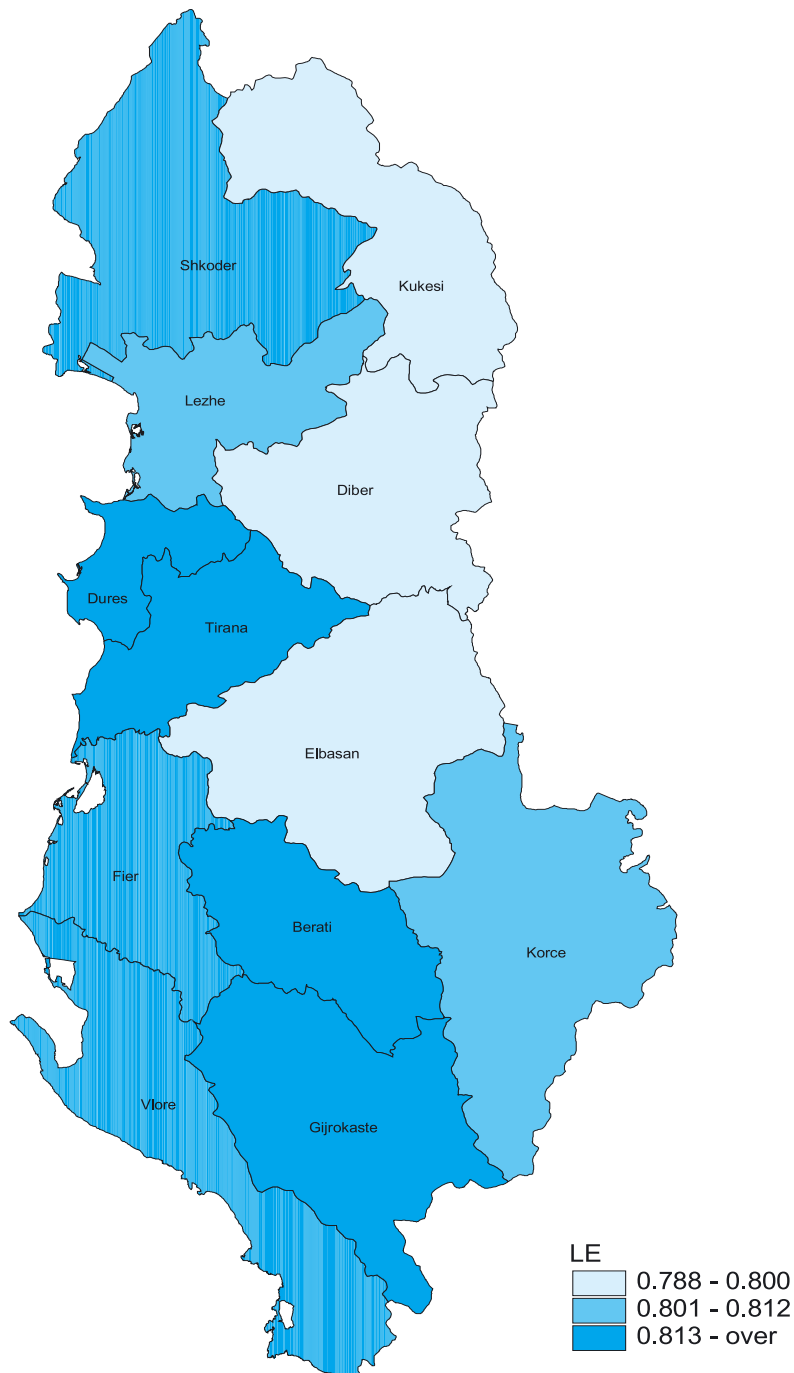 Shkoder
Kukesi
Lezhe
Diber
Dures
Tirana
Elbasan
Fier
Berati
Korce
Vlore
Gijrokaste
LE
0.788 - 0.800
0.801 - 0.812
0.813 - over